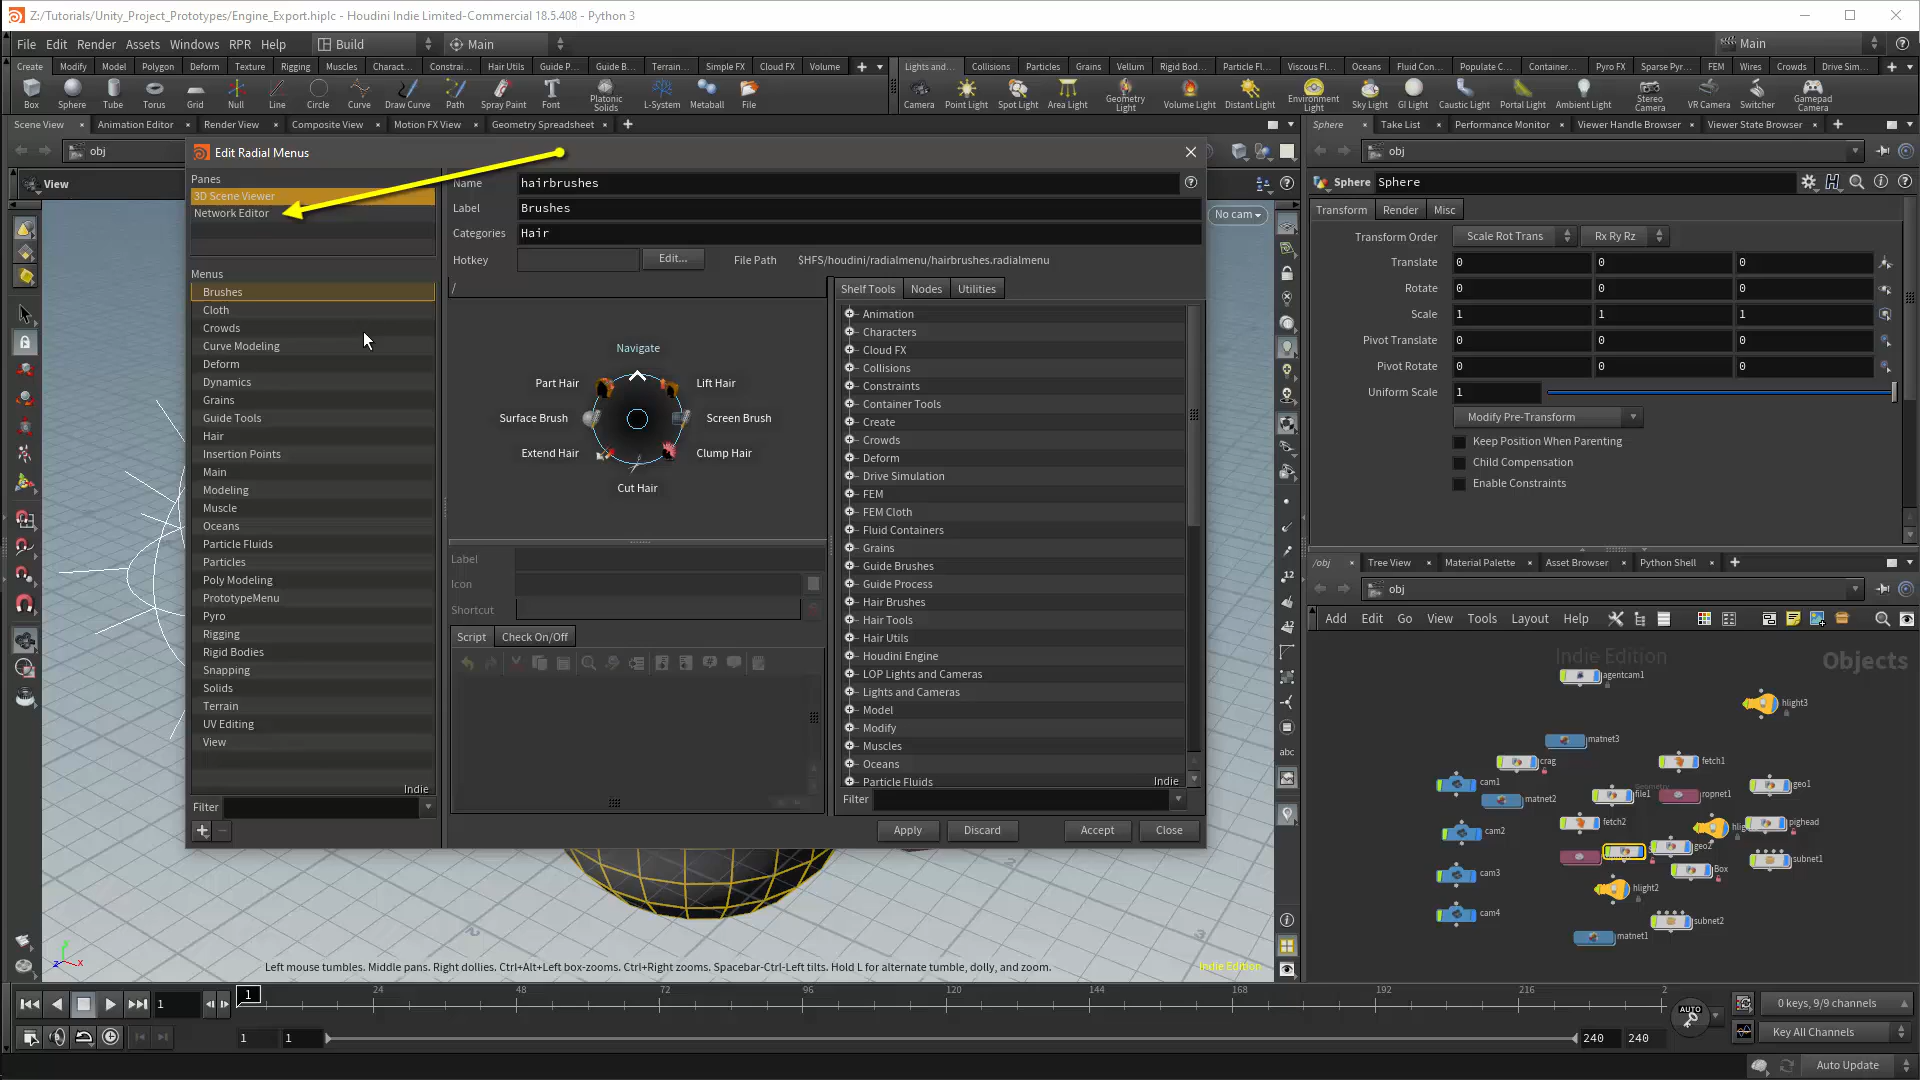 Z:/Tutorials/Unity_Project_Prototypes/Engine_Export.hiplc - Houdini Indie Limited-Commercial 18.5.408 - Python 3
File Edit Render Assets Windows RPR Help Build Main Main
Create Modify Model Polygon Deform Texture Rigging Muscles Charact... Constrai... Hair Utils Guide P... Guide B... Terrain... Simple FX Cloud FX Volume
Lights and... Collisions Particles Grains Vellum Rigid Bod... Particle Fl... Viscous Fl... Oceans Fluid Con... Populate C... Container... Pyro FX Sparse Pyr... FEM Wires Crowds Drive Sim...
Box Sphere Tube Torus Grid Null Line Circle Curve Draw Curve Path Spray Paint Font Platonic Solids L-System Metaball File
Camera Point Light Spot Light Area Light Geometry Light Volume Light Distant Light Environment Light Sky Light GI Light Caustic Light Portal Light Ambient Light Stereo Camera VR Camera Switcher Gamepad Camera
Scene View Animation Editor Render View Composite View Motion FX View Geometry Spreadsheet
Sphere Take List Performance Monitor Viewer Handle Browser Viewer State Browser
obj
obj
View
No cam
Edit Radial Menus
Panes
3D Scene Viewer
Network Editor
Menus
Brushes
Cloth
Crowds
Curve Modeling
Deform
Dynamics
Grains
Guide Tools
Hair
Insertion Points
Main
Modeling
Muscle
Oceans
Particle Fluids
Particles
Poly Modeling
PrototypeMenu
Pyro
Rigging
Rigid Bodies
Snapping
Solids
Terrain
UV Editing
View
Indie
Filter
Name hairbrushes
Label Brushes
Categories Hair
Hotkey Edit... File Path $HFS/houdini/radialmenu/hairbrushes.radialmenu
/
Navigate
Part Hair Lift Hair
Surface Brush Screen Brush
Extend Hair Clump Hair
Cut Hair
Label
Icon
Shortcut
Script Check On/Off
Shelf Tools Nodes Utilities
Animation
Characters
Cloud FX
Collisions
Constraints
Container Tools
Create
Crowds
Deform
Drive Simulation
FEM
FEM Cloth
Fluid Containers
Grains
Guide Brushes
Guide Process
Hair Brushes
Hair Tools
Hair Utils
Houdini Engine
LOP Lights and Cameras
Lights and Cameras
Model
Modify
Muscles
Oceans
Particle Fluids
Indie
Filter
Apply Discard Accept Close
Left mouse tumbles. Middle pans. Right dollies. Ctrl+Alt+Left box-zooms. Ctrl+Right zooms. Spacebar-Ctrl-Left tilts. Hold L for alternate tumble, dolly, and zoom.
Indie Edition
12
12
abc
Sphere Sphere
Transform Render Misc
Transform Order Scale Rot Trans Rx Ry Rz
Translate 0 0 0
Rotate 0 0 0
Scale 1 1 1
Pivot Translate 0 0 0
Pivot Rotate 0 0 0
Uniform Scale 1
Modify Pre-Transform
Keep Position When Parenting
Child Compensation
Enable Constraints
/obj Tree View Material Palette Asset Browser Python Shell
obj
Add Edit Go View Tools Layout Help
Indie Edition
Objects
agentcam1
hlight3
matnet3
crag
fetch1
cam1
matnet2
Geometry
file1
ropnet1
geo1
cam2
fetch2
pighead
geo2
subnet1
cam3
Box
hlight2
cam4
subnet2
matnet1
1 1 24 48 72 96 120 144 168 192 216 2
AUTO
0 keys, 9/9 channels
1 1 240 240
Key All Channels
Auto Update